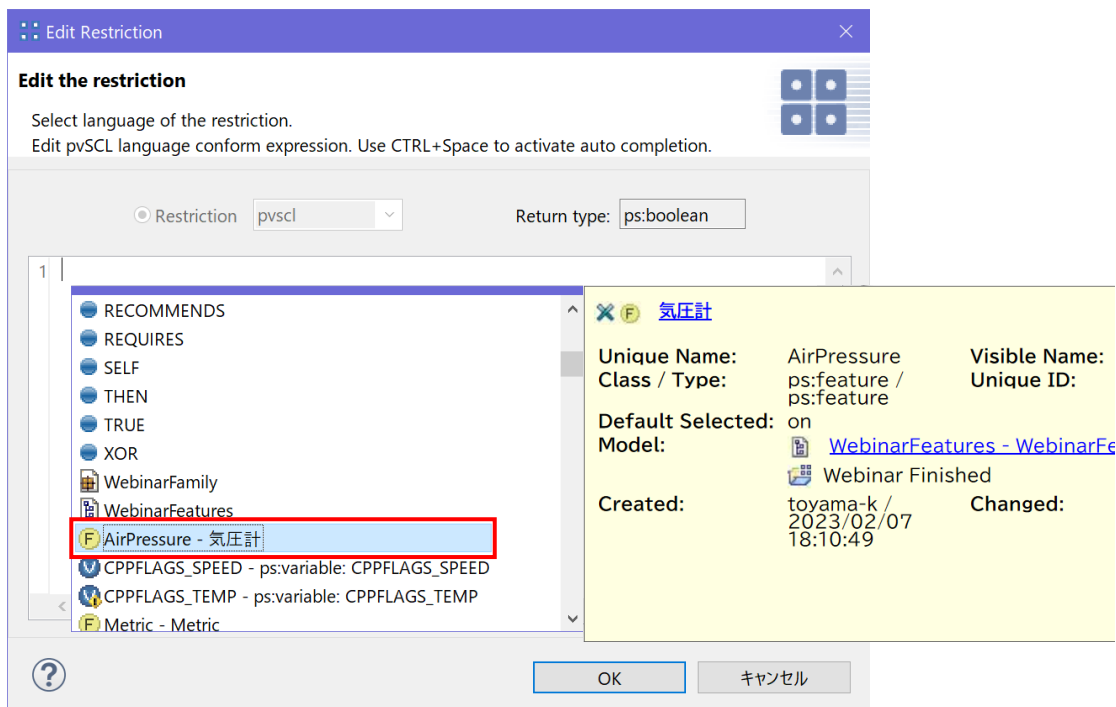 Edit Restriction
Edit the restriction
Select language of the restriction.
Edit pvSCL language conform expression. Use CTRL+Space to activate auto completion.
Restriction pvscl Return type: ps:boolean
1
RECOMMENDS
REQUIRES
SELF
THEN
TRUE
XOR
WebinarFamily
WebinarFeatures
F AirPressure - 気圧計
V CPPFLAGS_SPEED - ps:variable: CPPFLAGS_SPEED
V CPPFLAGS_TEMP - ps:variable: CPPFLAGS_TEMP
F Metric - Metric
F 気圧計
Unique Name: AirPressure Visible Name:
Class / Type: ps:feature / Unique ID:
ps:feature
Default Selected: on
Model: WebinarFeatures - WebinarFe
Webinar Finished
Created: toyama-k / Changed:
2023/02/07
18:10:49
? OK キャンセル